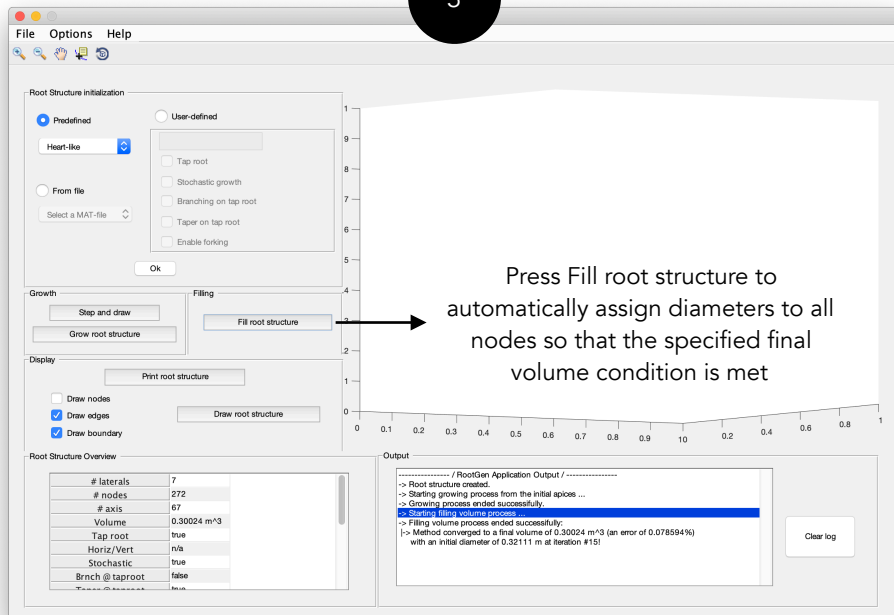 5
File Options Help
Root Structure initialization
Predefined
User-defined
Heart-like
Tap root
Stochastic growth
From file
Branching on tap root
Select a MAT-file
Taper on tap root
Enable forking
Ok
Growth
Filling
Step and draw
Fill root structure
Grow root structure
Display
Print root structure
Draw nodes
Draw edges
Draw root structure
Draw boundary
1
9
8
7
6
5
4
3
2
1
0
0 0.1 0.2 0.3 0.4 0.5 0.6 0.7 0.8 0.9 10 0.2 0.4 0.6 0.8 1
Press Fill root structure to
automatically assign diameters to all
nodes so that the specified final
volume condition is met
Root Structure Overview
# laterals 7
# nodes 272
# axis 67
Volume 0.30024 m^3
Tap root true
Horiz/Vert n/a
Stochastic true
Brnch @ taproot false
Taper @ taproot true
Output
---------------- / RootGen Application Output / ----------------
-> Root structure created.
-> Starting growing process from the initial apices ...
-> Growing process ended successfully.
-> Starting filling volume process ...
-> Filling volume process ended successfully:
|-> Method converged to a final volume of 0.30024 m^3 (an error of 0.078594%)
with an initial diameter of 0.32111 m at iteration #15!
Clear log